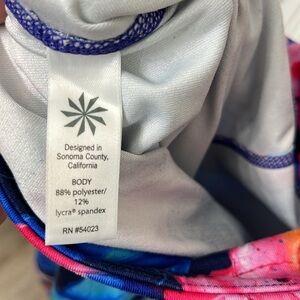 Designed in
Sonoma County,
California
BODY
88% polyester/
12%
lycra® spandex
RN #54023